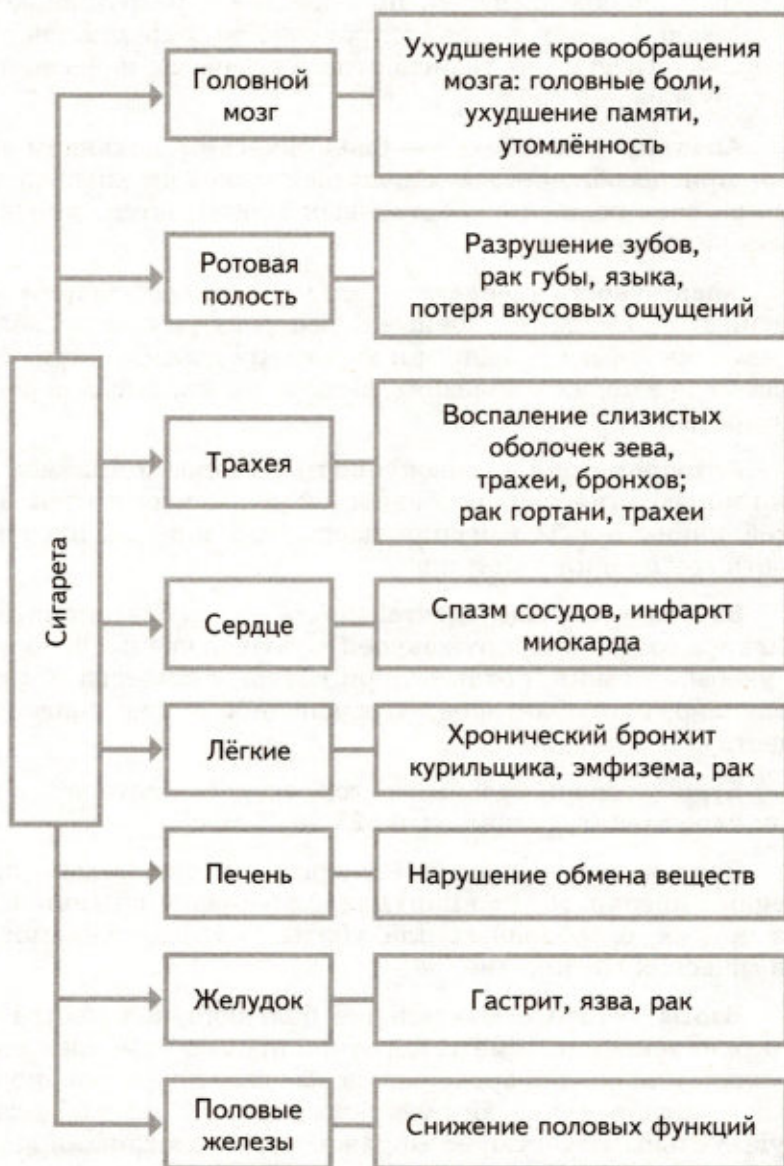 Сигарета
Головной
мозг
Ухудшение кровообращения
мозга: головные боли,
ухудшение памяти,
утомлённость
Ротовая
полость
Разрушение зубов,
рак губы, языка,
потеря вкусовых ощущений
Трахея
Воспаление слизистых
оболочек зева,
трахеи, бронхов;
рак гортани, трахеи
Сердце
Спазм сосудов, инфаркт
миокарда
Лёгкие
Хронический бронхит
курильщика, эмфизема, рак
Печень
Нарушение обмена веществ
Желудок
Гастрит, язва, рак
Половые
железы
Снижение половых функций